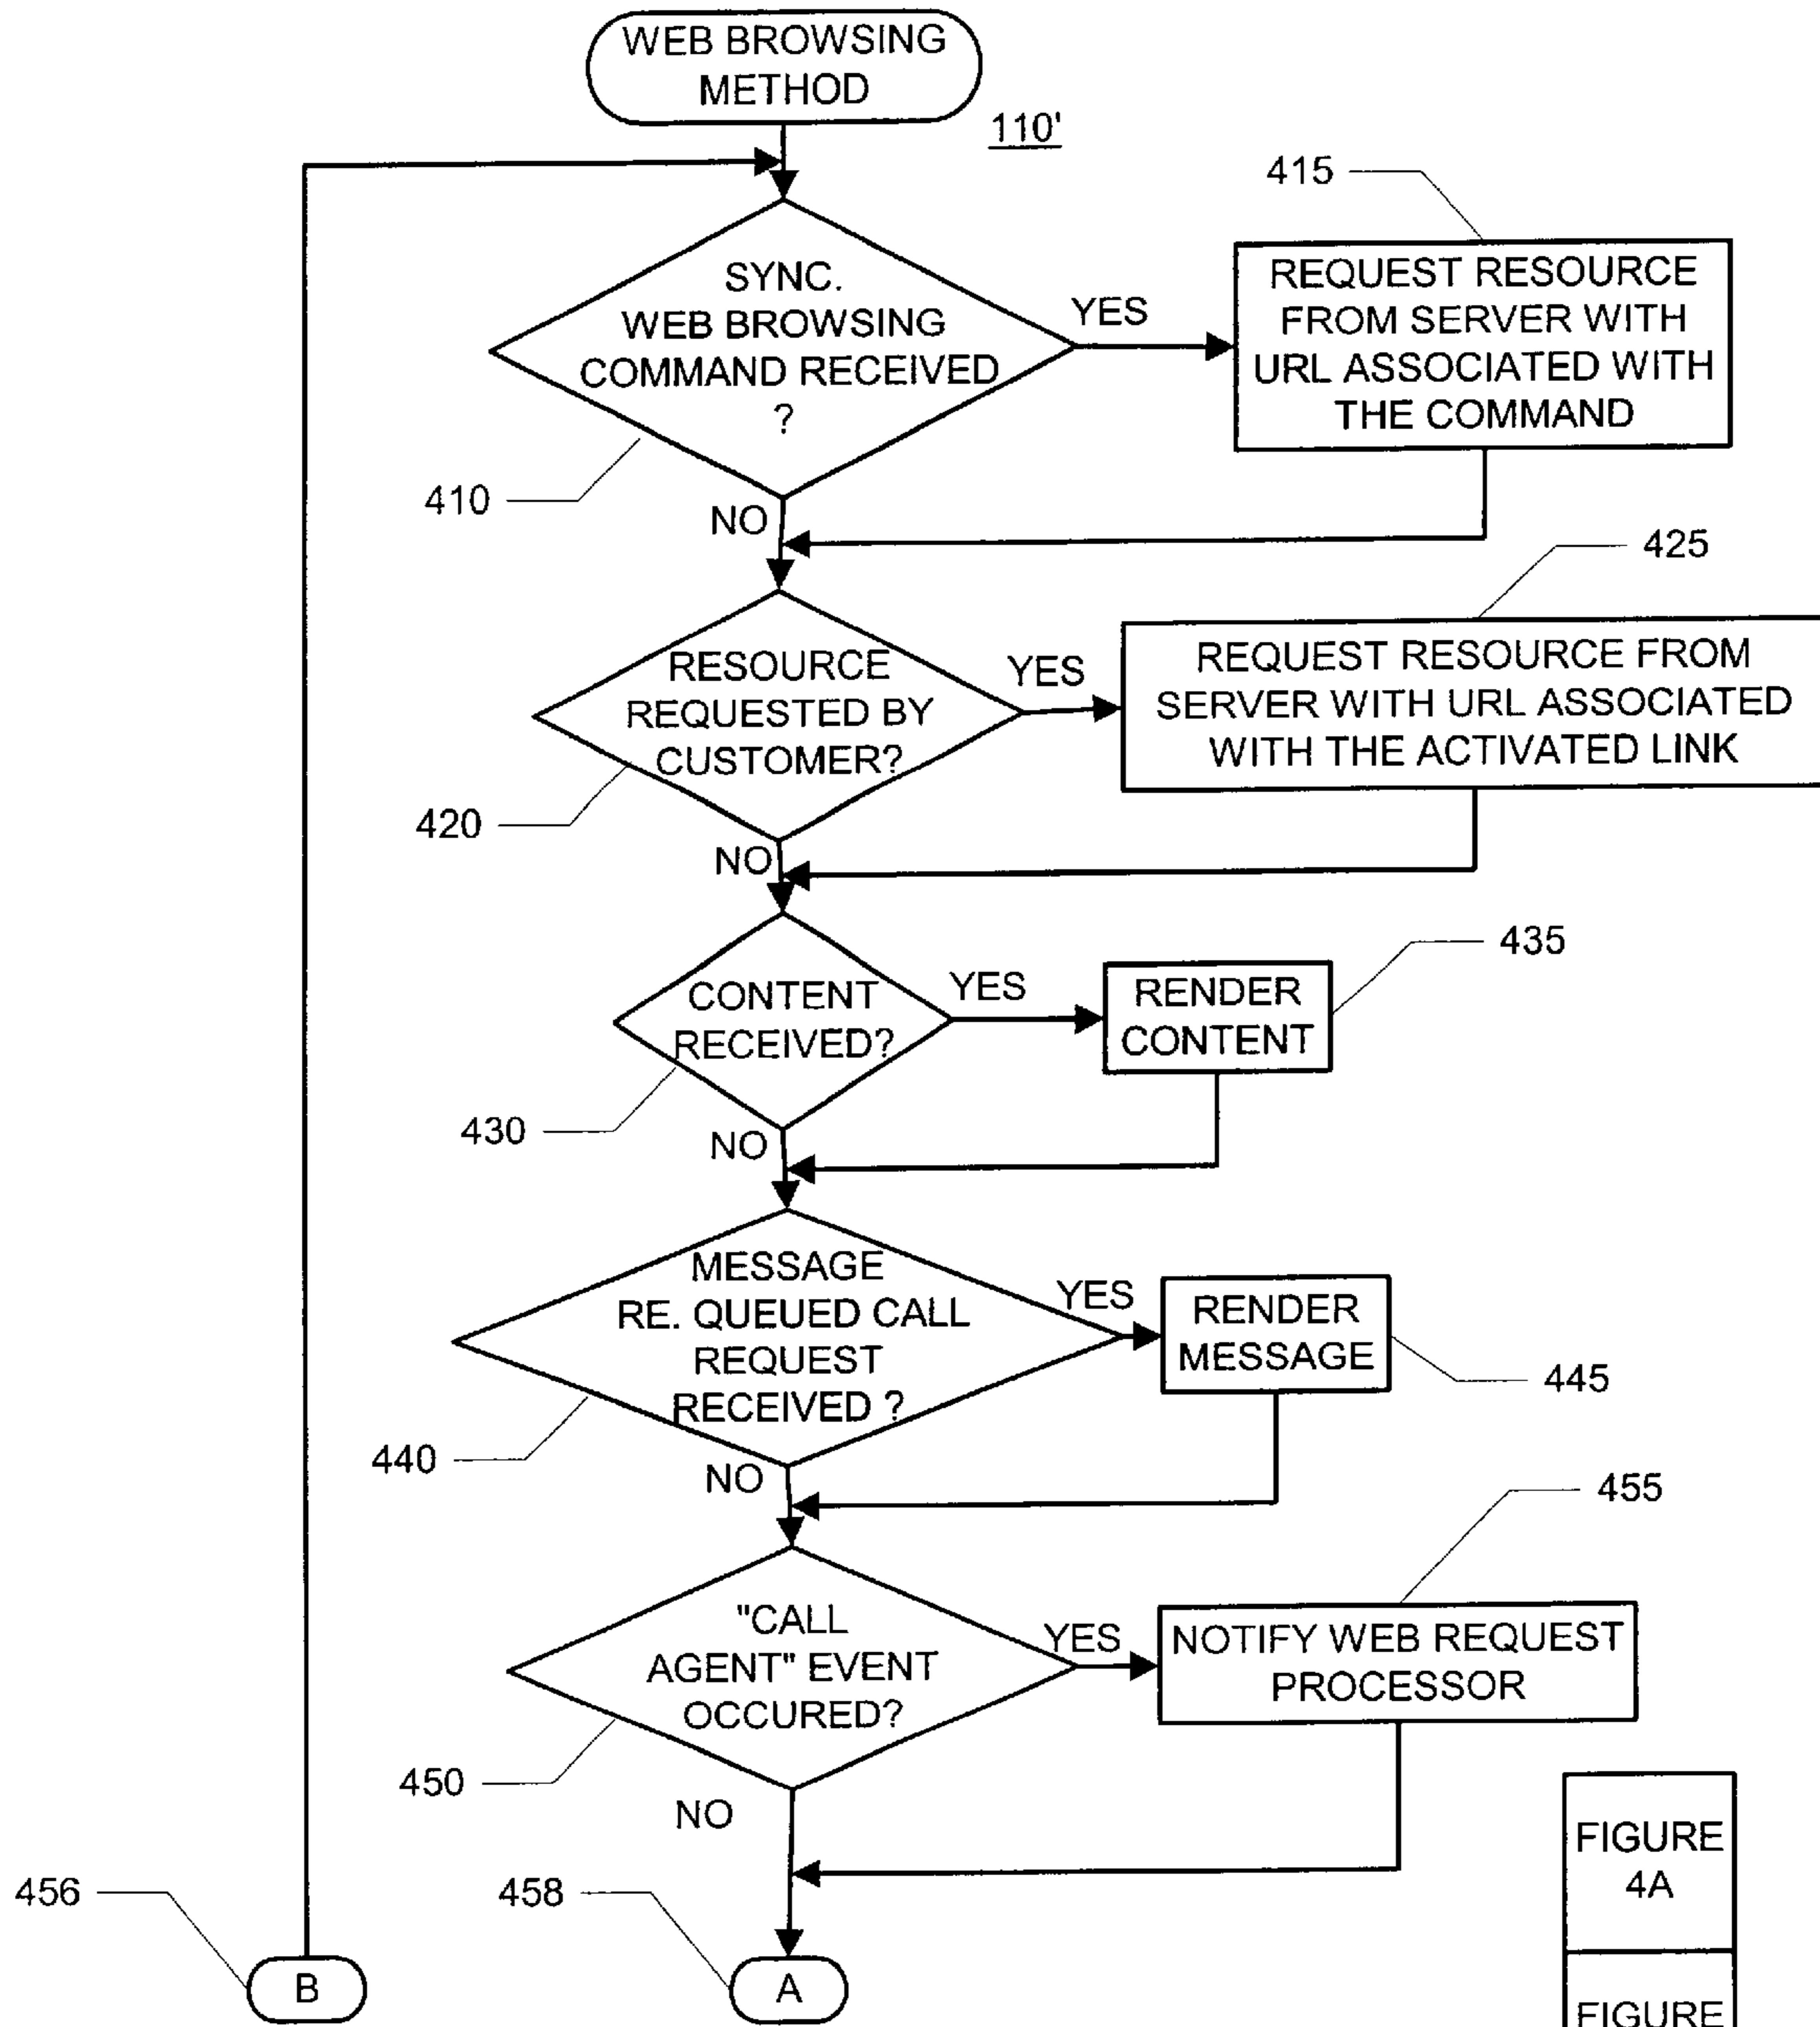 WEB BROWSING
METHOD
110'
415
SYNC.
WEB BROWSING
COMMAND RECEIVED
?
YES
REQUEST RESOURCE
FROM SERVER WITH
URL ASSOCIATED WITH
THE COMMAND
410
NO
425
RESOURCE
REQUESTED BY
CUSTOMER?
YES
REQUEST RESOURCE FROM
SERVER WITH URL ASSOCIATED
WITH THE ACTIVATED LINK
420
NO
435
CONTENT
RECEIVED?
YES
RENDER
CONTENT
430
NO
MESSAGE
RE. QUEUED CALL
REQUEST
RECEIVED ?
YES
RENDER
MESSAGE
445
440
NO
455
"CALL
AGENT" EVENT
OCCURED?
YES
NOTIFY WEB REQUEST
PROCESSOR
450
NO
FIGURE
4A
456
458
B
A
FIGURE